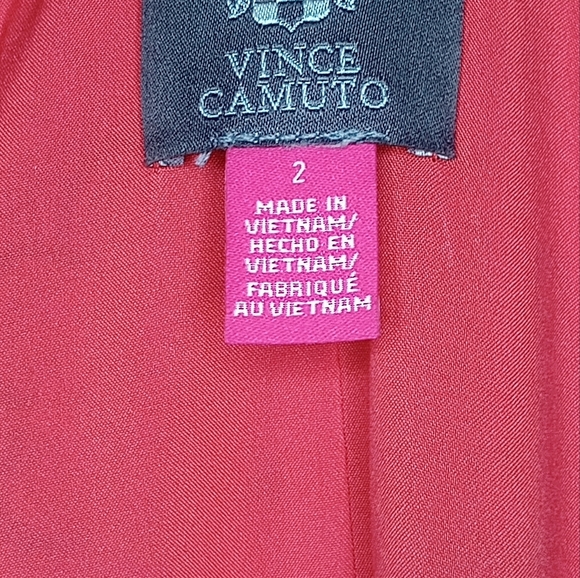 VINCE
CAMUTO
2
MADE IN
VIETNAM/
HECHO EN
VIETNAM/
FABRIQUÉ
AU VIETNAM